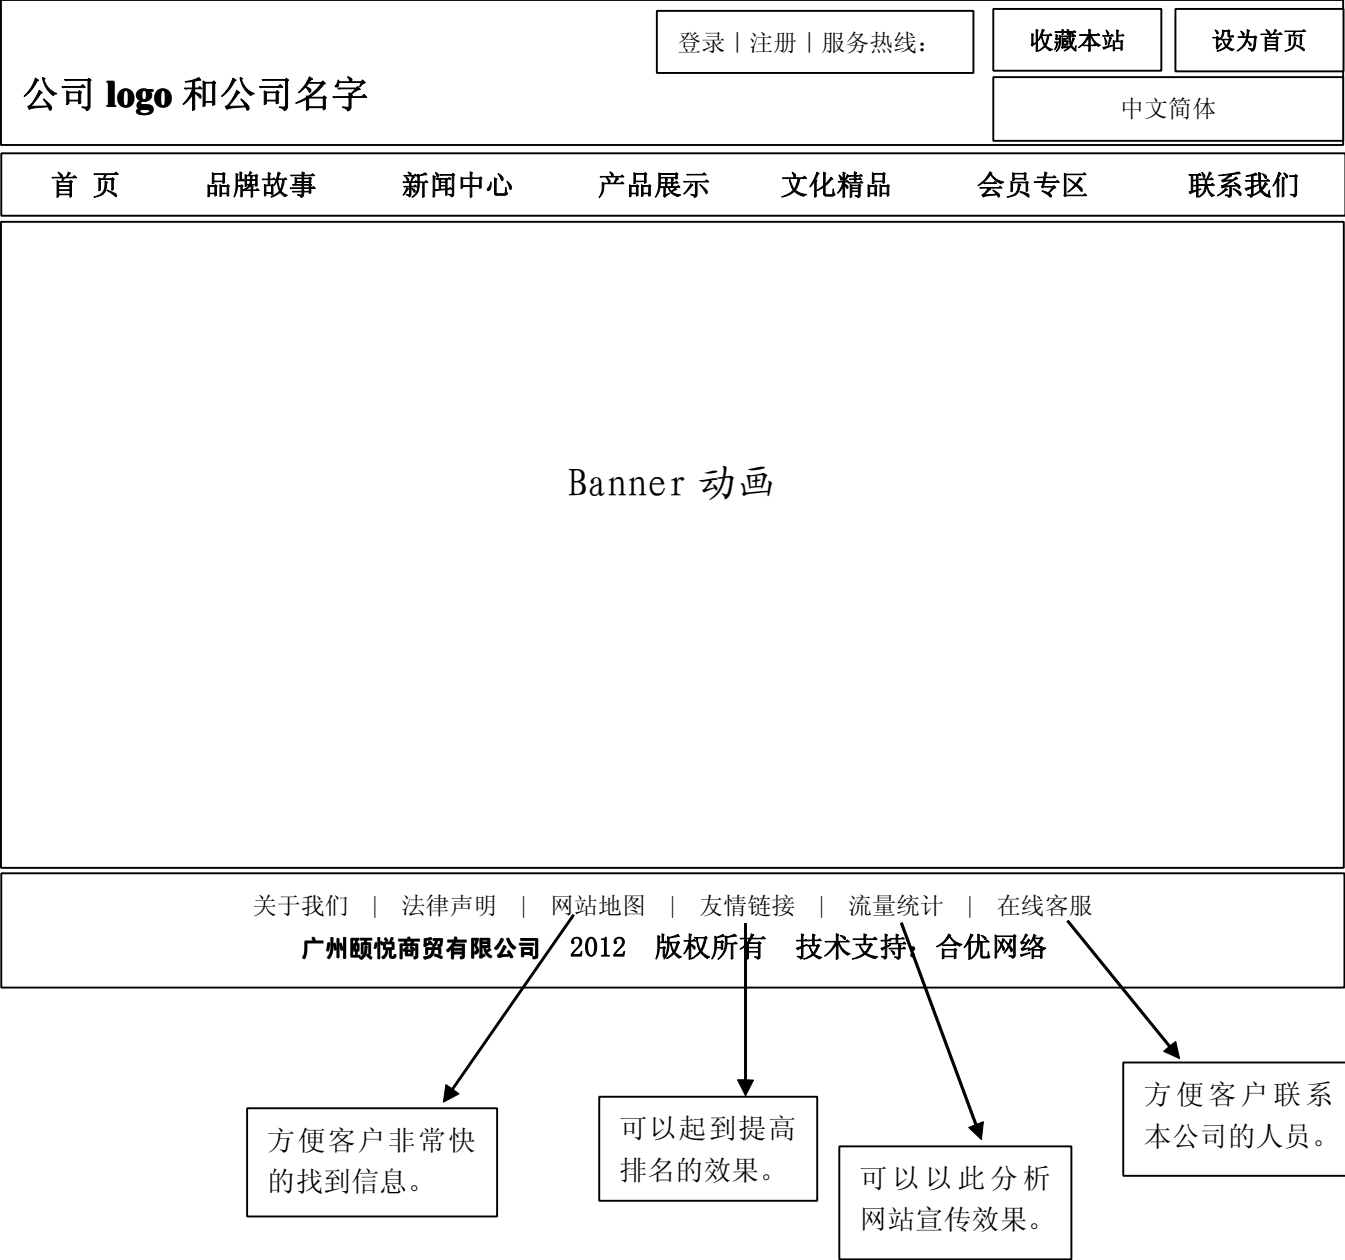 登录|注册|服务热线：
收藏本站
设为首页
公司 logo 和公司名字
中文简体
首 页 品牌故事 新闻中心 产品展示 文化精品 会员专区 联系我们
Banner 动画
关于我们 | 法律声明 | 网站地图 | 友情链接 | 流量统计 | 在线客服
广州颐悦商贸有限公司 2012 版权所有 技术支持：合优网络
方便客户非常快
的找到信息。
可以起到提高
排名的效果。
可以以此分析
网站宣传效果。
方便客户联系
本公司的人员。